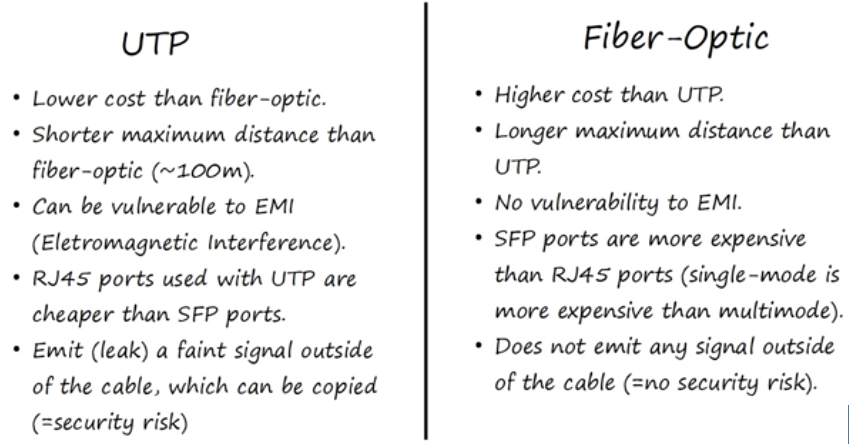 UTP
• Lower cost than fiber-optic.
• Shorter maximum distance than
fiber-optic (~100m).
• Can be vulnerable to EMI
(Eletromagnetic Interference).
• RJ45 ports used with UTP are
cheaper than SFP ports.
• Emit (leak) a faint signal outside
of the cable, which can be copied
(=security risk)
Fiber-Optic
• Higher cost than UTP.
• Longer maximum distance than
UTP.
• No vulnerability to EMI.
• SFP ports are more expensive
than RJ45 ports (single-mode is
more expensive than multimode).
• Does not emit any signal outside
of the cable (=no security risk).